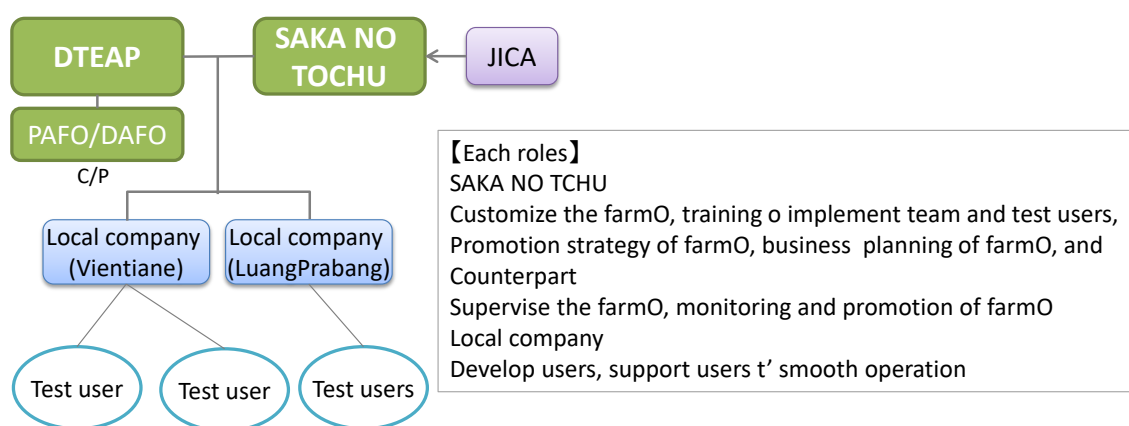 DTEAP
SAKA NO
TOCHU
JICA
PAFO/DAFO
C/P
【Each roles】
SAKA NO TCHU
Customize the farmO, training o implement team and test users,
Promotion strategy of farmO, business planning of farmO, and
Counterpart
Supervise the farmO, monitoring and promotion of farmO
Local company
Develop users, support users t’ smooth operation
Local company
(Vientiane)
Local company
(LuangPrabang)
Test user
Test user
Test users